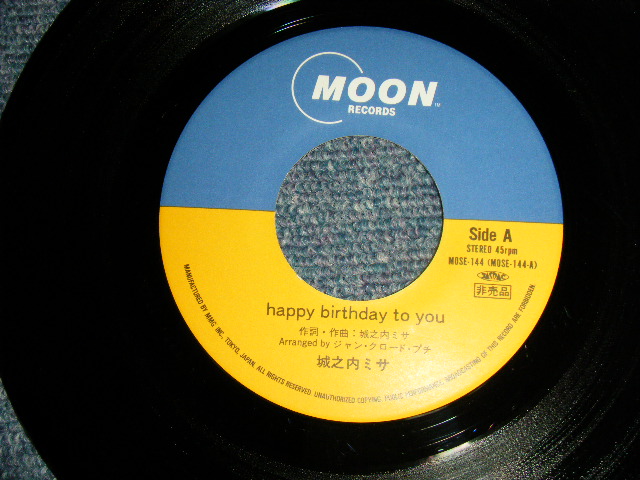 MOON
TM
RECORDS
Side A
STEREO 45rpm
MOSE-144 (MOSE-144-A)
JASRAC
非売品
happy birthday to you
作詞・作曲：城之内ミサ
Arranged by ジャン・クロード・プチ
城之内ミサ
MANUFACTURED BY MMG INC., TOKYO, JAPAN. ALL RIGHTS RESERVED. UNAUTHORIZED COPYING, PUBLIC PERFORMANCE, BROADCASTING OF THIS RECORD ARE FORBIDDEN